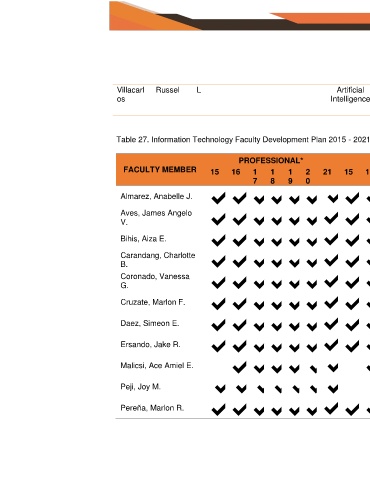 Villacarl Russel L. Artificial
os Intelligence
Table 27. Information Technology Faculty Development Plan 2015 - 2021
PROFESSIONAL*
FACULTY MEMBER 15 16 17 18 19 20 21 15
Almarez, Anabelle J.
Aves, James Angelo
V.
Bihis, Aiza E.
Carandang, Charlotte
B.
Coronado, Vanessa
G.
Cruzate, Marlon F.
Daez, Simeon E.
Ersando, Jake R.
Malicsi, Ace Amiel E.
Peji, Joy M.
Pereña, Marlon R.